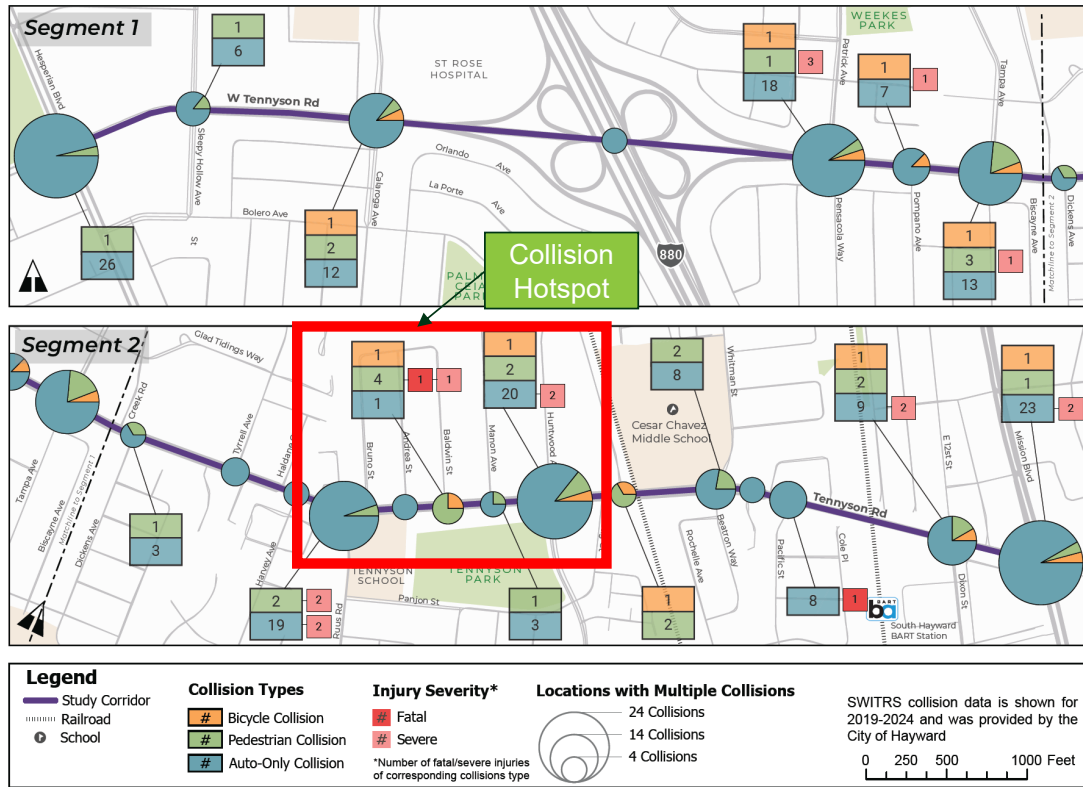 Segment 1
Hesperian Blvd
1
6
W Tennyson Rd
Sleepy Hollow Ave
St
1
26
ST ROSE
HOSPITAL
Calaroga Ave
Bolero Ave
1
2
12
Orlando
Ave
La Porte
Ave
880
WEEKES
PARK
1
1
18
3
Patrick Ave
1
7
1
Tampa Ave
Pensacola Way
Pompano Ave
1
3
13
1
Biscayne Ave
Matchline to Segment 2
Dickens Ave
Collision
Hotspot
Segment 2
Glad Tidings Way
Creek Rd
Tyrrell Ave
Tampa Ave
Biscayne Ave
Matchline to Segment 1
Dickens Ave
1
3
Harvey Ave
2
19
2
2
Ruus Rd
TENNYSON
SCHOOL
Panjon St
1
4
1
1
1
Bruno St
Andrea St
Baldwin St
Manon Ave
1
2
20
2
TENNYSON
PARK
1
3
2
8
Whitman St
Cesar Chavez
Middle School
1
2
Rochelle Ave
Beatron Way
Tennyson Rd
Pacific St
Cole Pl
8
1
BART
ba
South Hayward
BART Station
1
2
9
2
E 12st St
Dixon St
1
1
23
2
Mission Blvd
Legend
Study Corridor
Railroad
School
Collision Types
# Bicycle Collision
# Pedestrian Collision
# Auto-Only Collision
Injury Severity*
# Fatal
# Severe
*Number of fatal/severe injuries
of corresponding collisions type
Locations with Multiple Collisions
24 Collisions
14 Collisions
4 Collisions
SWITRS collision data is shown for
2019-2024 and was provided by the
City of Hayward
0 250 500 1000 Feet